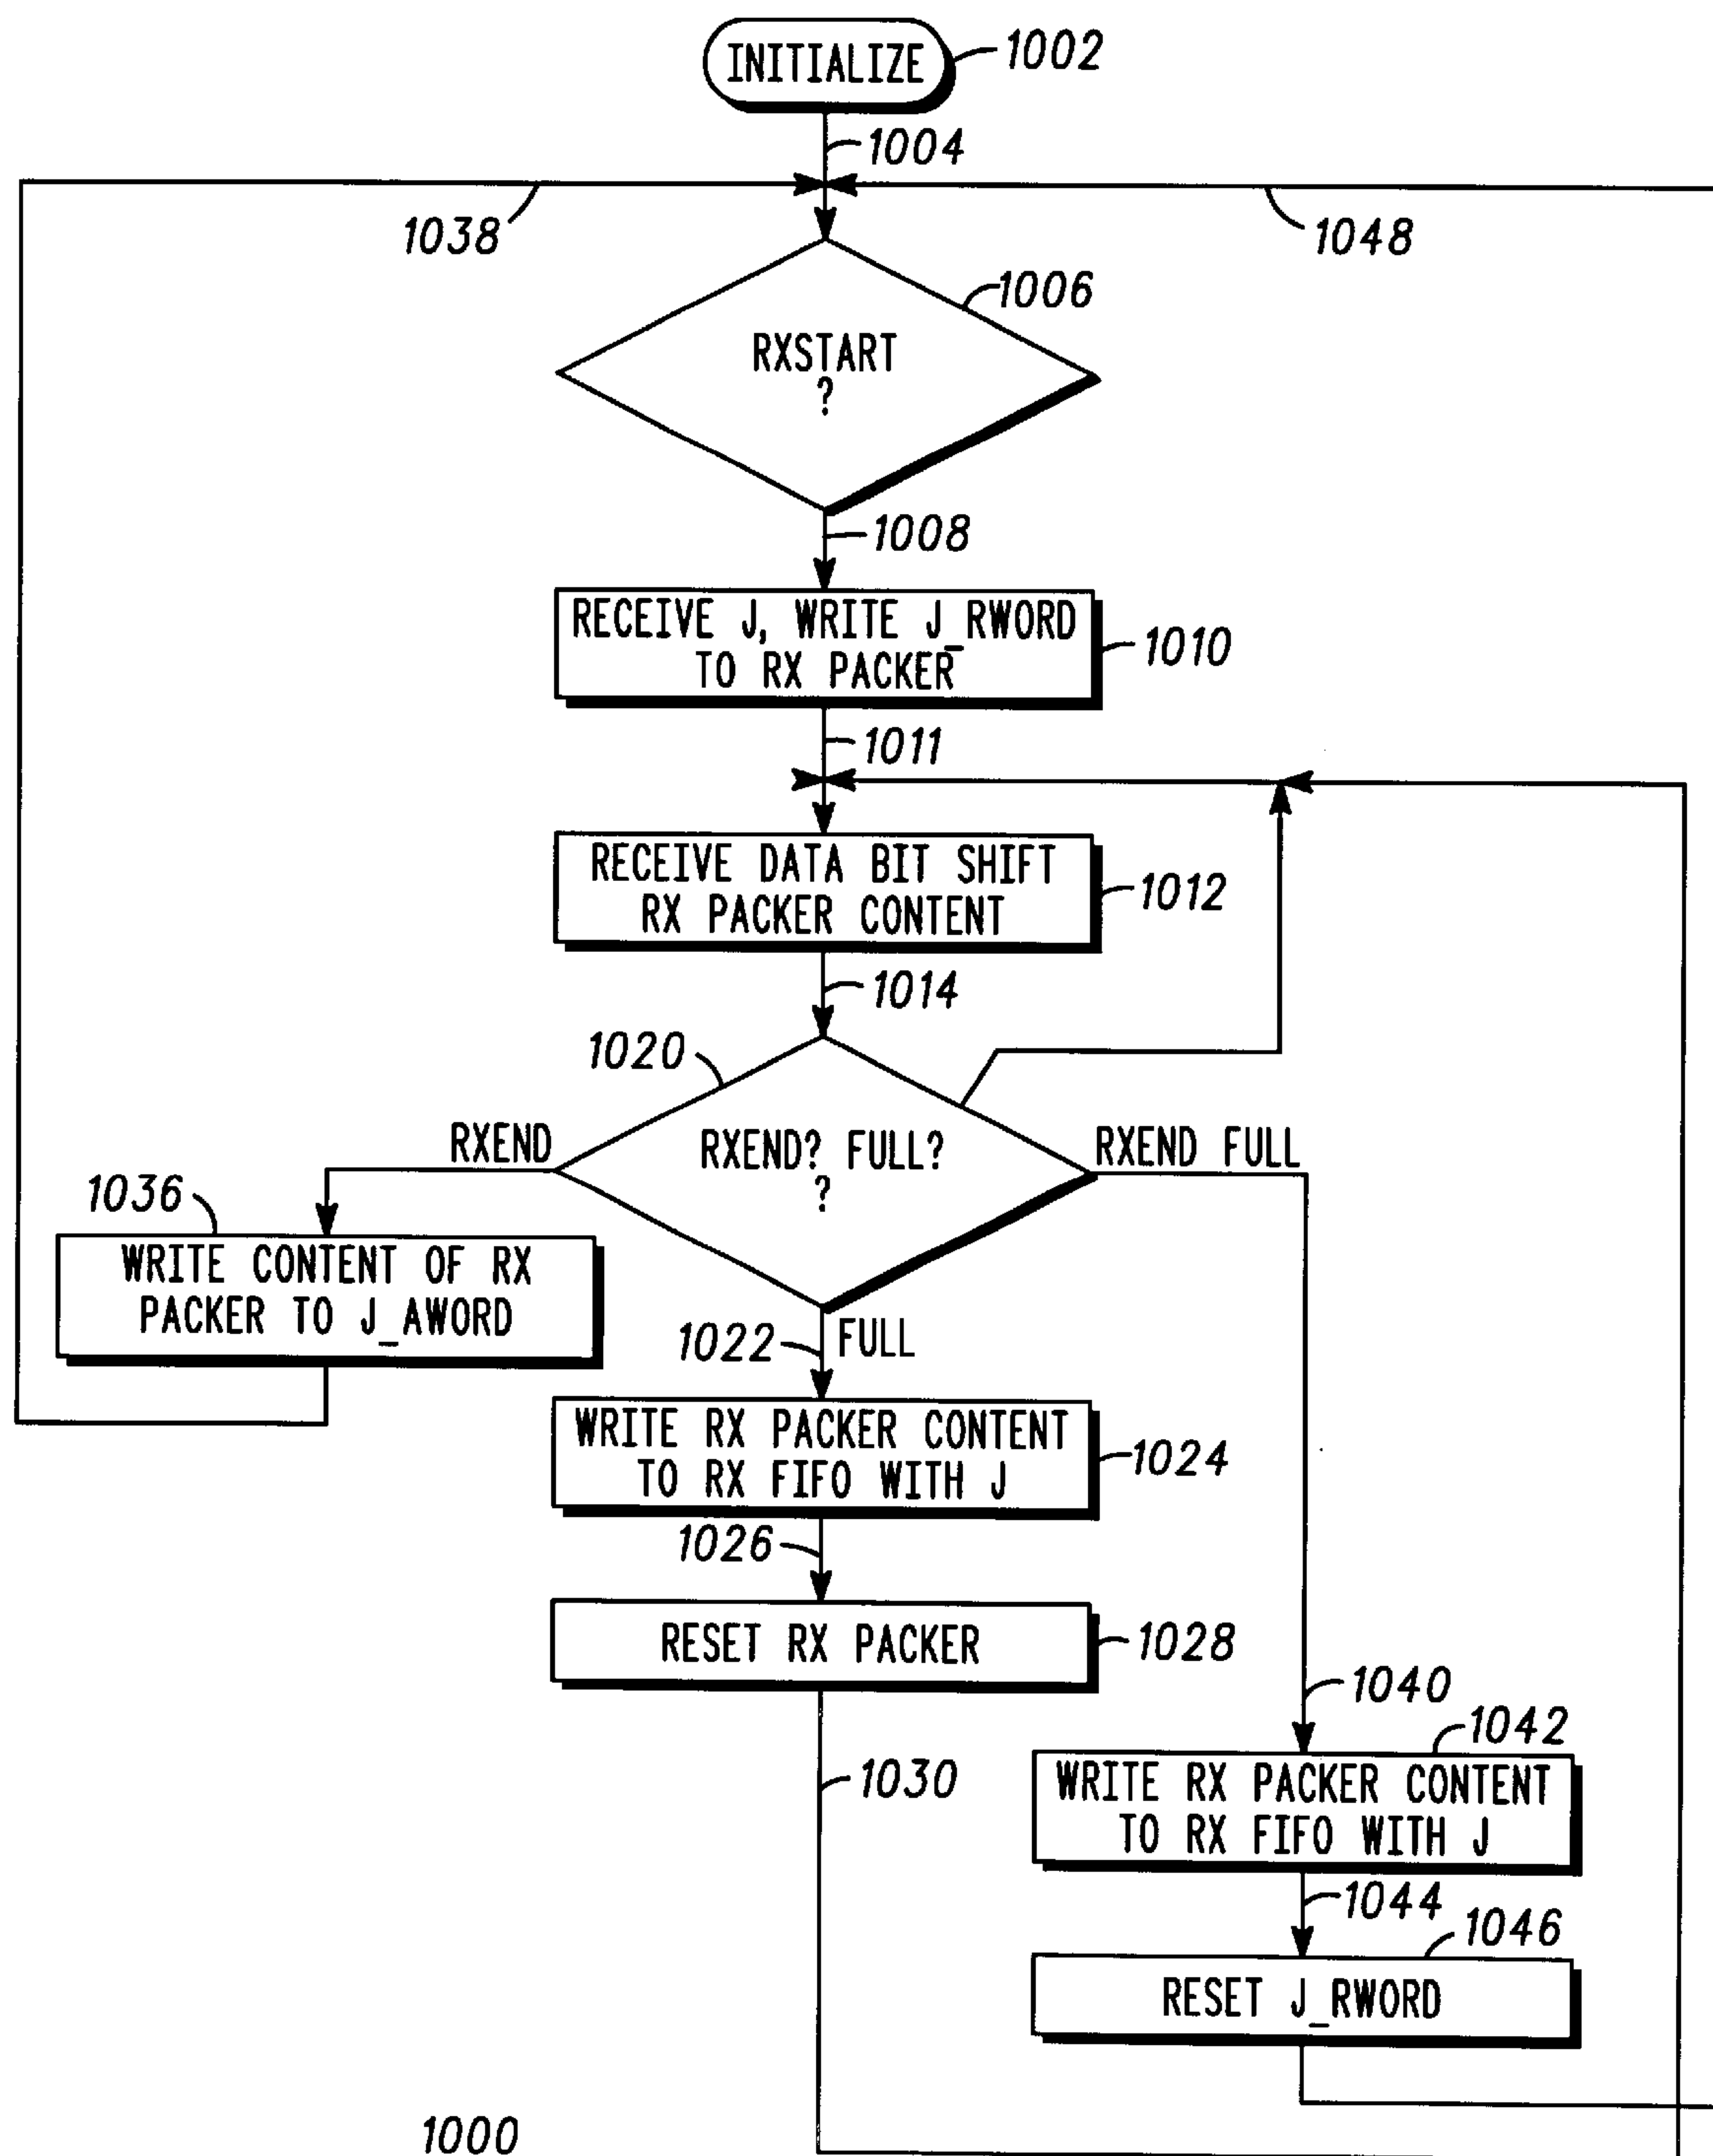 INITIALIZE
1002
1004
1038
1048
1006
RXSTART
?
1008
RECEIVE J, WRITE J_RWORD
TO RX PACKER
1010
1011
RECEIVE DATA BIT SHIFT
RX PACKER CONTENT
1012
1014
1020
RXEND
RXEND? FULL?
?
RXEND FULL
1036
WRITE CONTENT OF RX
PACKER TO J_AWORD
1022
FULL
WRITE RX PACKER CONTENT
TO RX FIFO WITH J
1024
1026
RESET RX PACKER
1028
1040
1042
1030
WRITE RX PACKER CONTENT
TO RX FIFO WITH J
1044
1046
RESET J_RWORD
1000